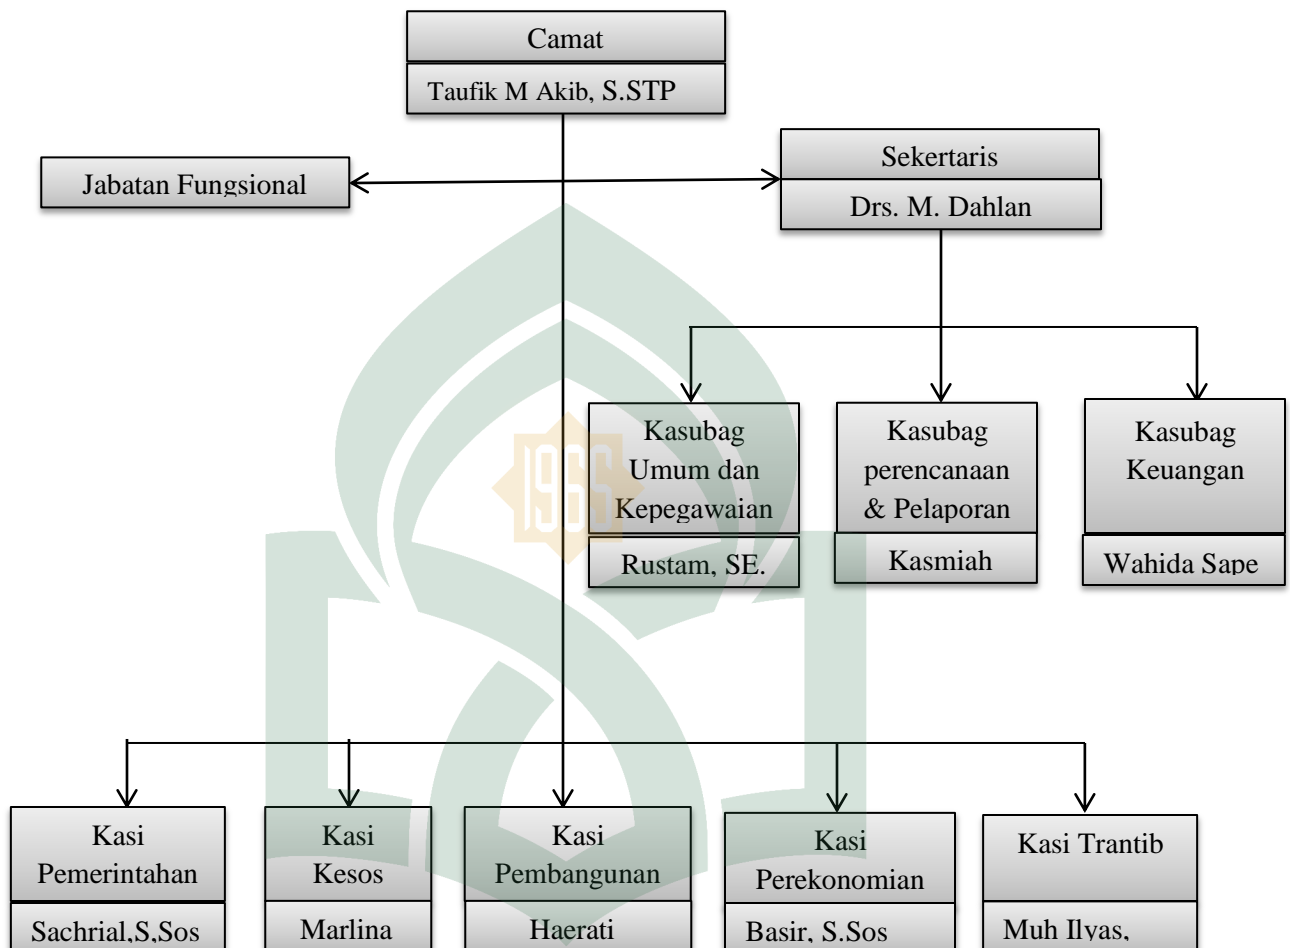 Camat
Taufik M Akib, S.STP
Sekertaris
Jabatan Fungsional
Drs. M. Dahlan
Kasubag
Umum dan
Kepegawaian
Rustam, SE.
Kasubag
perencanaan
& Pelaporan
Kasmiah
Kasubag
Keuangan
Wahida Sape
1965
Kasi
Pemerintahan
Sachrial,S,Sos
Kasi
Kesos
Marlina
Kasi
Pembangunan
Haerati
Kasi
Perekonomian
Basir, S.Sos
Kasi Trantib
Muh Ilyas,